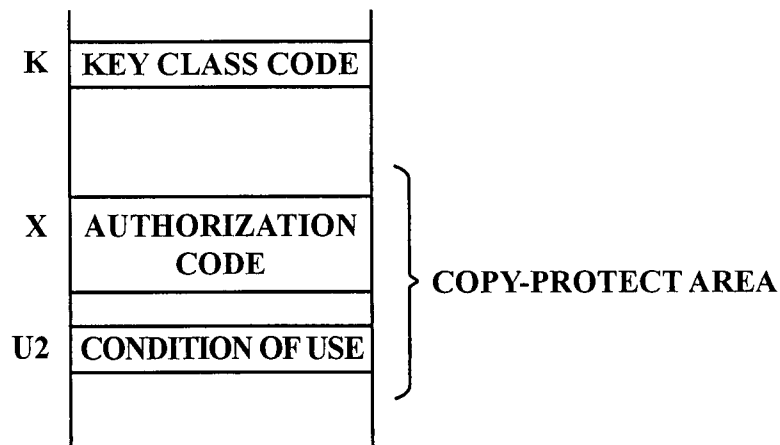 K KEY CLASS CODE
X AUTHORIZATION
CODE
COPY-PROTECT AREA
U2 CONDITION OF USE